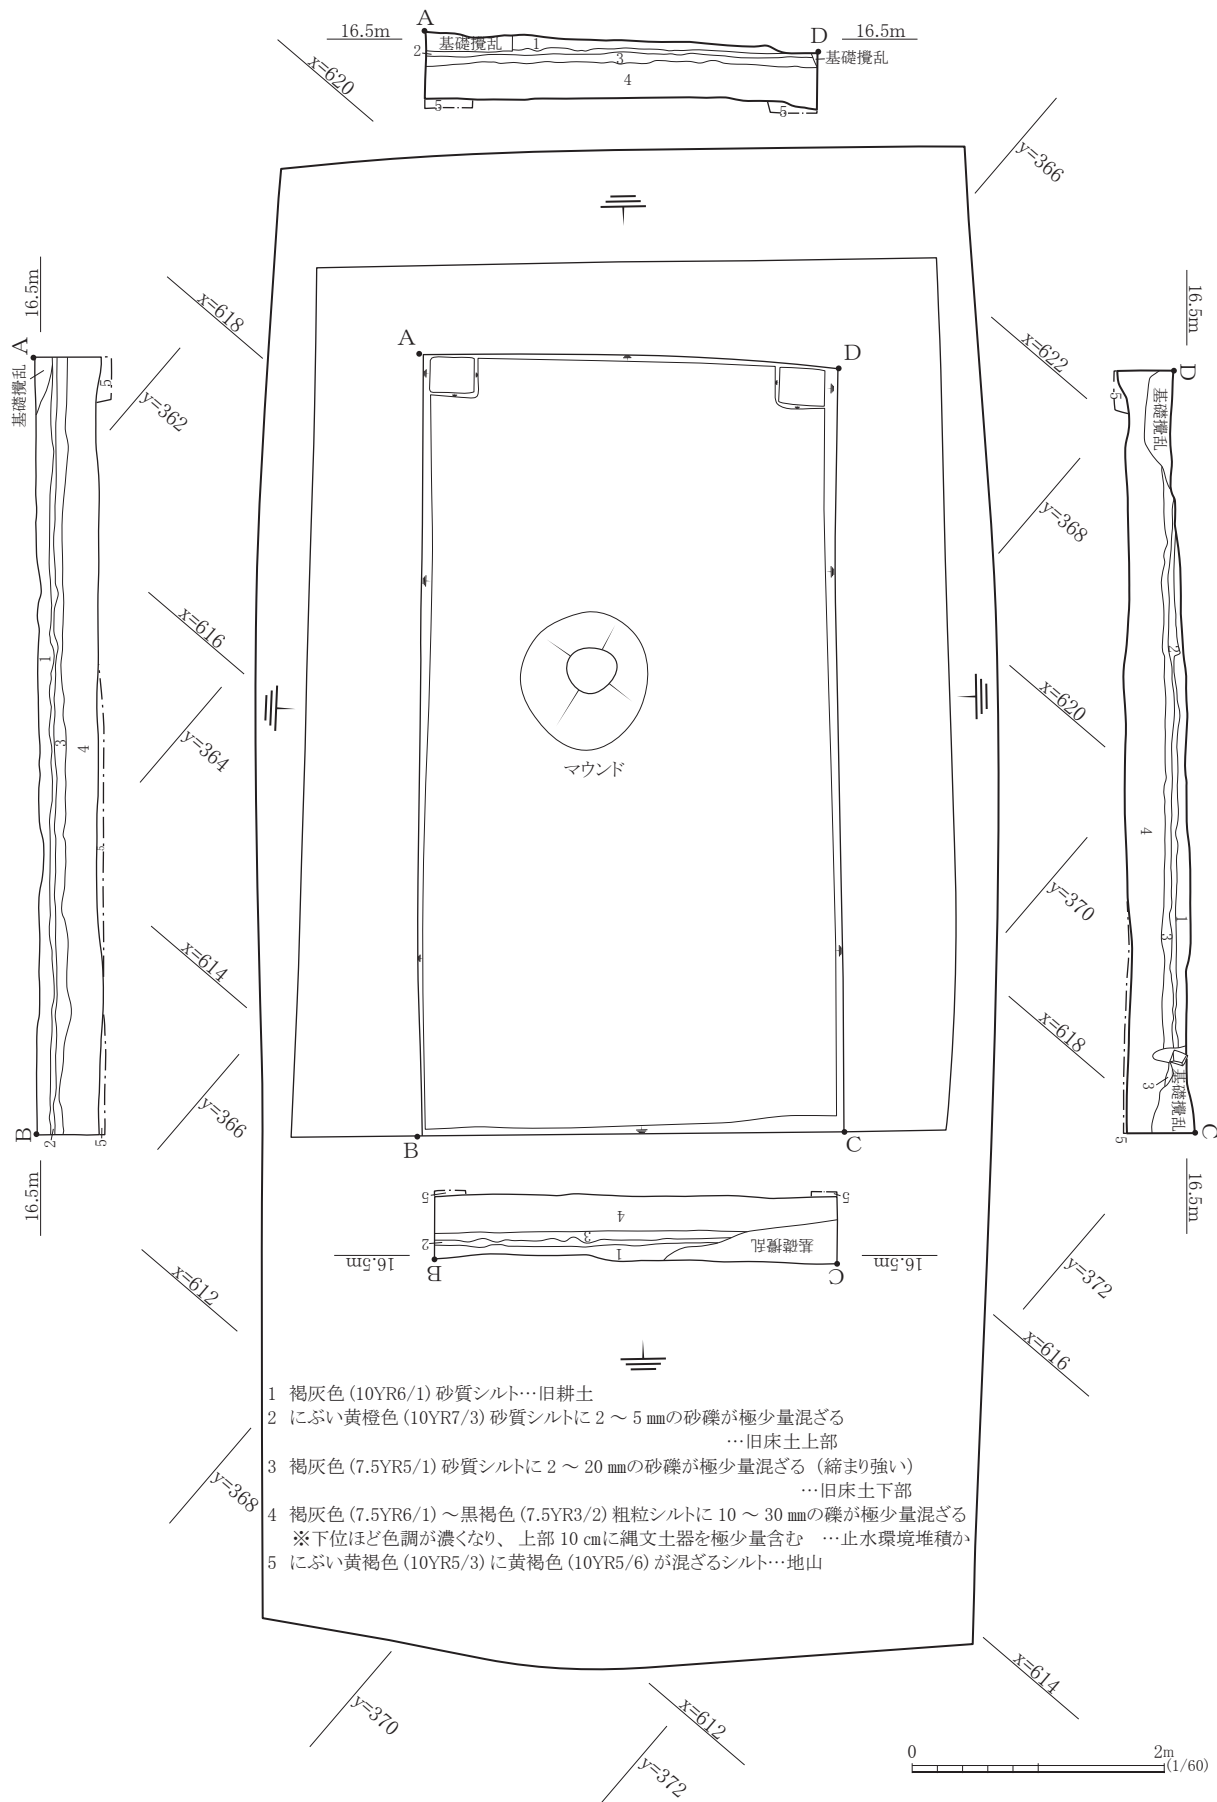 A
16.5m
D
16.5m
基礎攪乱
1
2
3
基礎攪乱
4
5
5
x=620
y=366
16.5m
16.5m
x=618
x=622
A
A
D
D
基礎攪乱
5
y=362
5
基礎攪乱
y=368
x=616
1
2
3
4
y=364
x=620
マウンド
4
5
y=370
1
3
x=614
x=618
y=366
3
基礎攪乱
B
2
5
B
C
5
C
16.5m
16.5m
5
5
4
3
2
1
基礎攪乱
16.5m
B
C
16.5m
x=612
y=372
x=616
1 褐灰色 (10YR6/1) 砂質シルト…旧耕土
2 にぶい黄橙色 (10YR7/3) 砂質シルトに 2 ～ 5 ㎜の砂礫が極少量混ざる
…旧床土上部
3 褐灰色 (7.5YR5/1) 砂質シルトに 2 ～ 20 ㎜の砂礫が極少量混ざる（締まり強い）
…旧床土下部
4 褐灰色 (7.5YR6/1) ～黒褐色 (7.5YR3/2) 粗粒シルトに 10 ～ 30 ㎜の礫が極少量混ざる
※下位ほど色調が濃くなり、上部 10 ㎝に縄文土器を極少量含む …止水環境堆積か
5 にぶい黄褐色 (10YR5/3) に黄褐色 (10YR5/6) が混ざるシルト…地山
y=368
x=614
y=370
x=612
y=372
0
2m
(1/60)